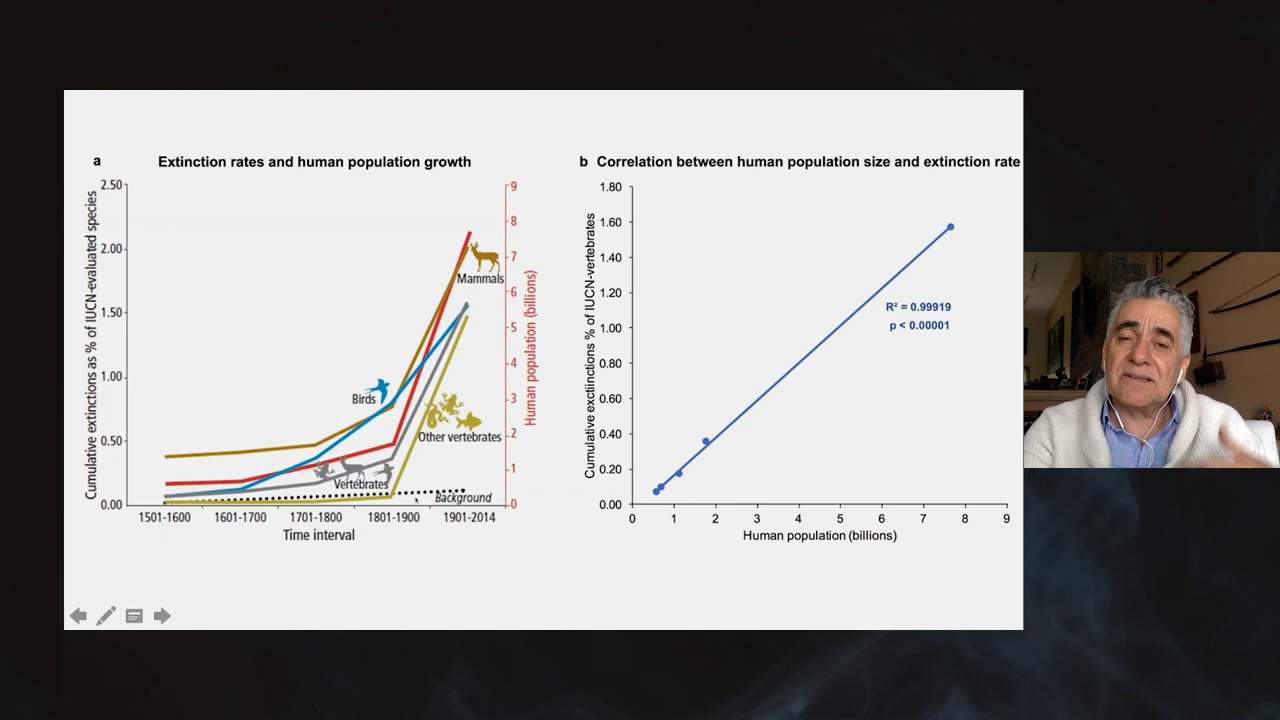 a Extinction rates and human population growth
Cumulative extinctions as % of IUCN-evaluated species
2.50
2.00
1.50
1.00
0.50
0.00
1501-1600 1601-1700 1701-1800 1801-1900 1901-2014
Time interval
Mammals
Birds
Other vertebrates
Vertebrates
Background
9
8
7
6
5
4
3
2
1
0
Human population (billions)
b Correlation between human population size and extinction rate
Cumulative exctiinctions % of IUCN-vertebrates
1.80
1.60
1.40
1.20
1.00
0.80
0.60
0.40
0.20
0.00
R² = 0.99919
p < 0.00001
0 1 2 3 4 5 6 7 8 9
Human population (billions)